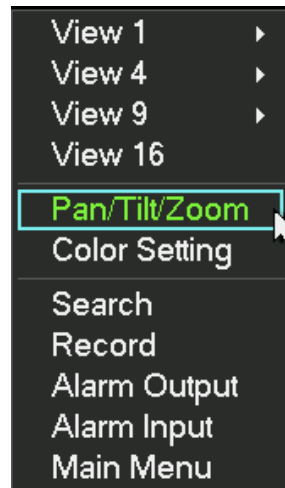 View 1
View 4
View 9
View 16
Pan/Tilt/Zoom
Color Setting
Search
Record
Alarm Output
Alarm Input
Main Menu